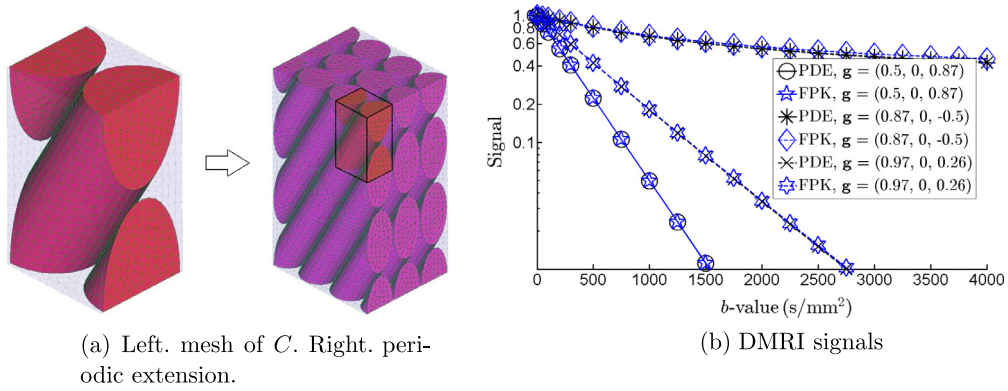 1.0
0.8
0.6
0.4
0.2
0.1
Signal
PDE, g = (0.5, 0, 0.87)
FPK, g = (0.5, 0, 0.87)
PDE, g = (0.87, 0, -0.5)
FPK, g = (0.87, 0, -0.5)
PDE, g = (0.97, 0, 0.26)
FPK, g = (0.97, 0, 0.26)
0 500 1000 1500 2000 2500 3000 3500 4000
b-value (s/mm²)
(a) Left. mesh of C. Right. peri-
odic extension.
(b) DMRI signals